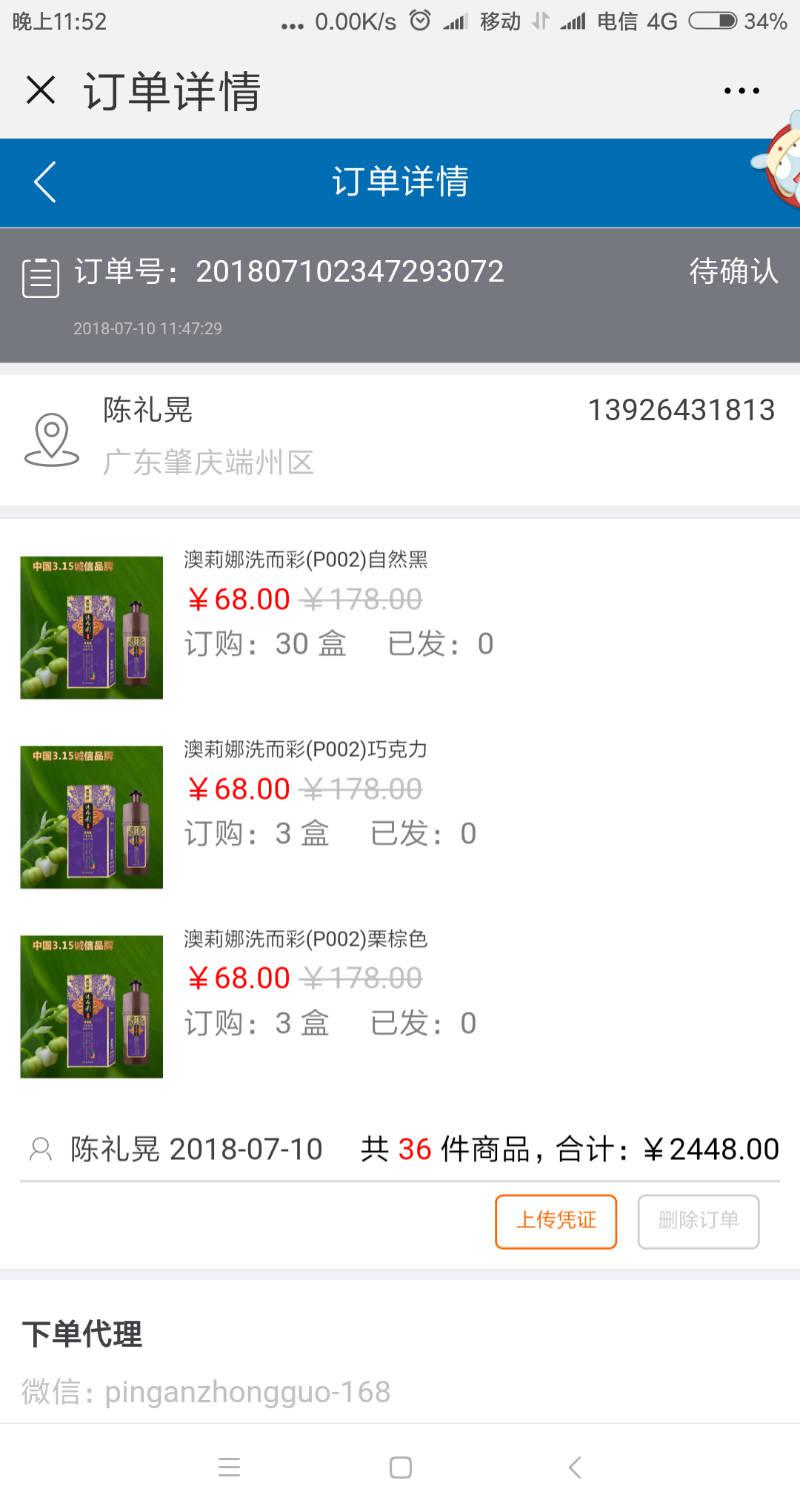 晚上11:52 ... 0.00K/s 移动 电信 4G 34%
订单详情
订单详情
订单号：201807102347293072 待确认
2018-07-10 11:47:29
陈礼晃 13926431813
广东肇庆端州区
中国3.15诚信品牌
澳莉娜洗而彩(P002)自然黑
￥68.00 ￥178.00
订购：30 盒 已发：0
中国3.15诚信品牌
澳莉娜洗而彩(P002)巧克力
￥68.00 ￥178.00
订购：3 盒 已发：0
中国3.15诚信品牌
澳莉娜洗而彩(P002)栗棕色
￥68.00 ￥178.00
订购：3 盒 已发：0
陈礼晃 2018-07-10 共 36 件商品，合计：￥2448.00
上传凭证 删除订单
下单代理
微信：pinganzhongguo-168